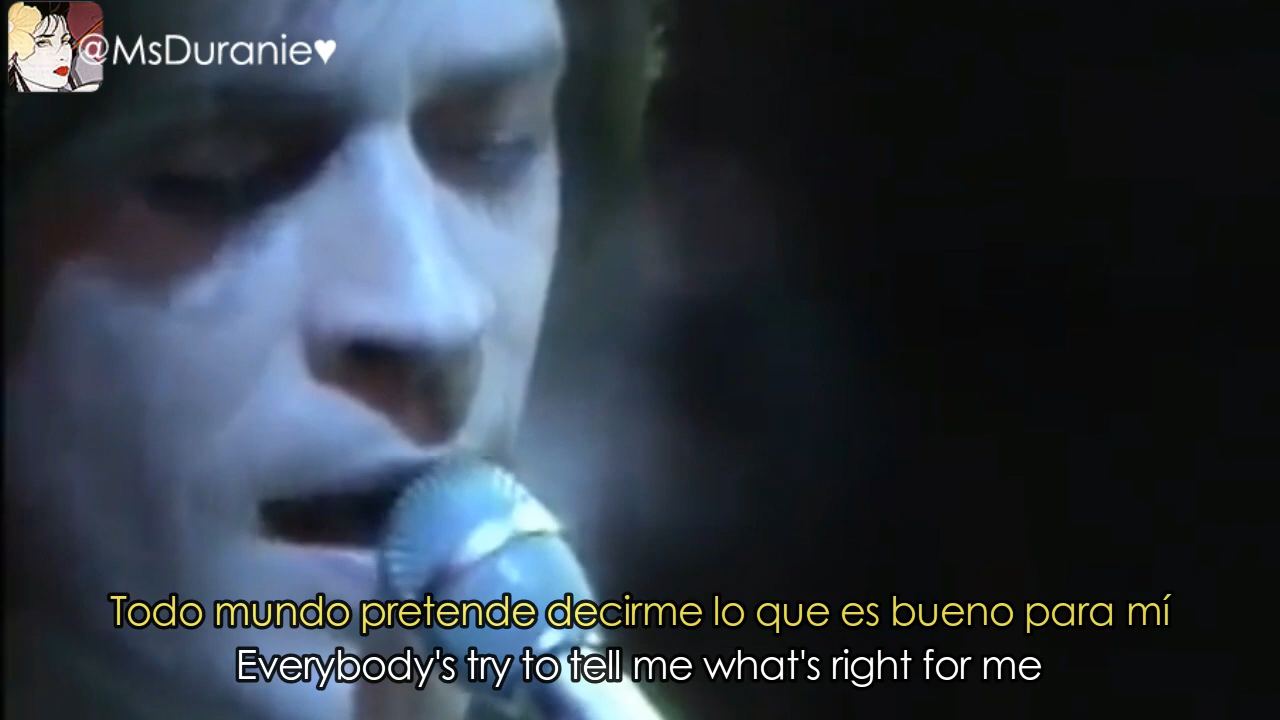 @MsDuranie♥
Todo mundo pretende decirme lo que es bueno para mí
Everybody's try to tell me what's right for me